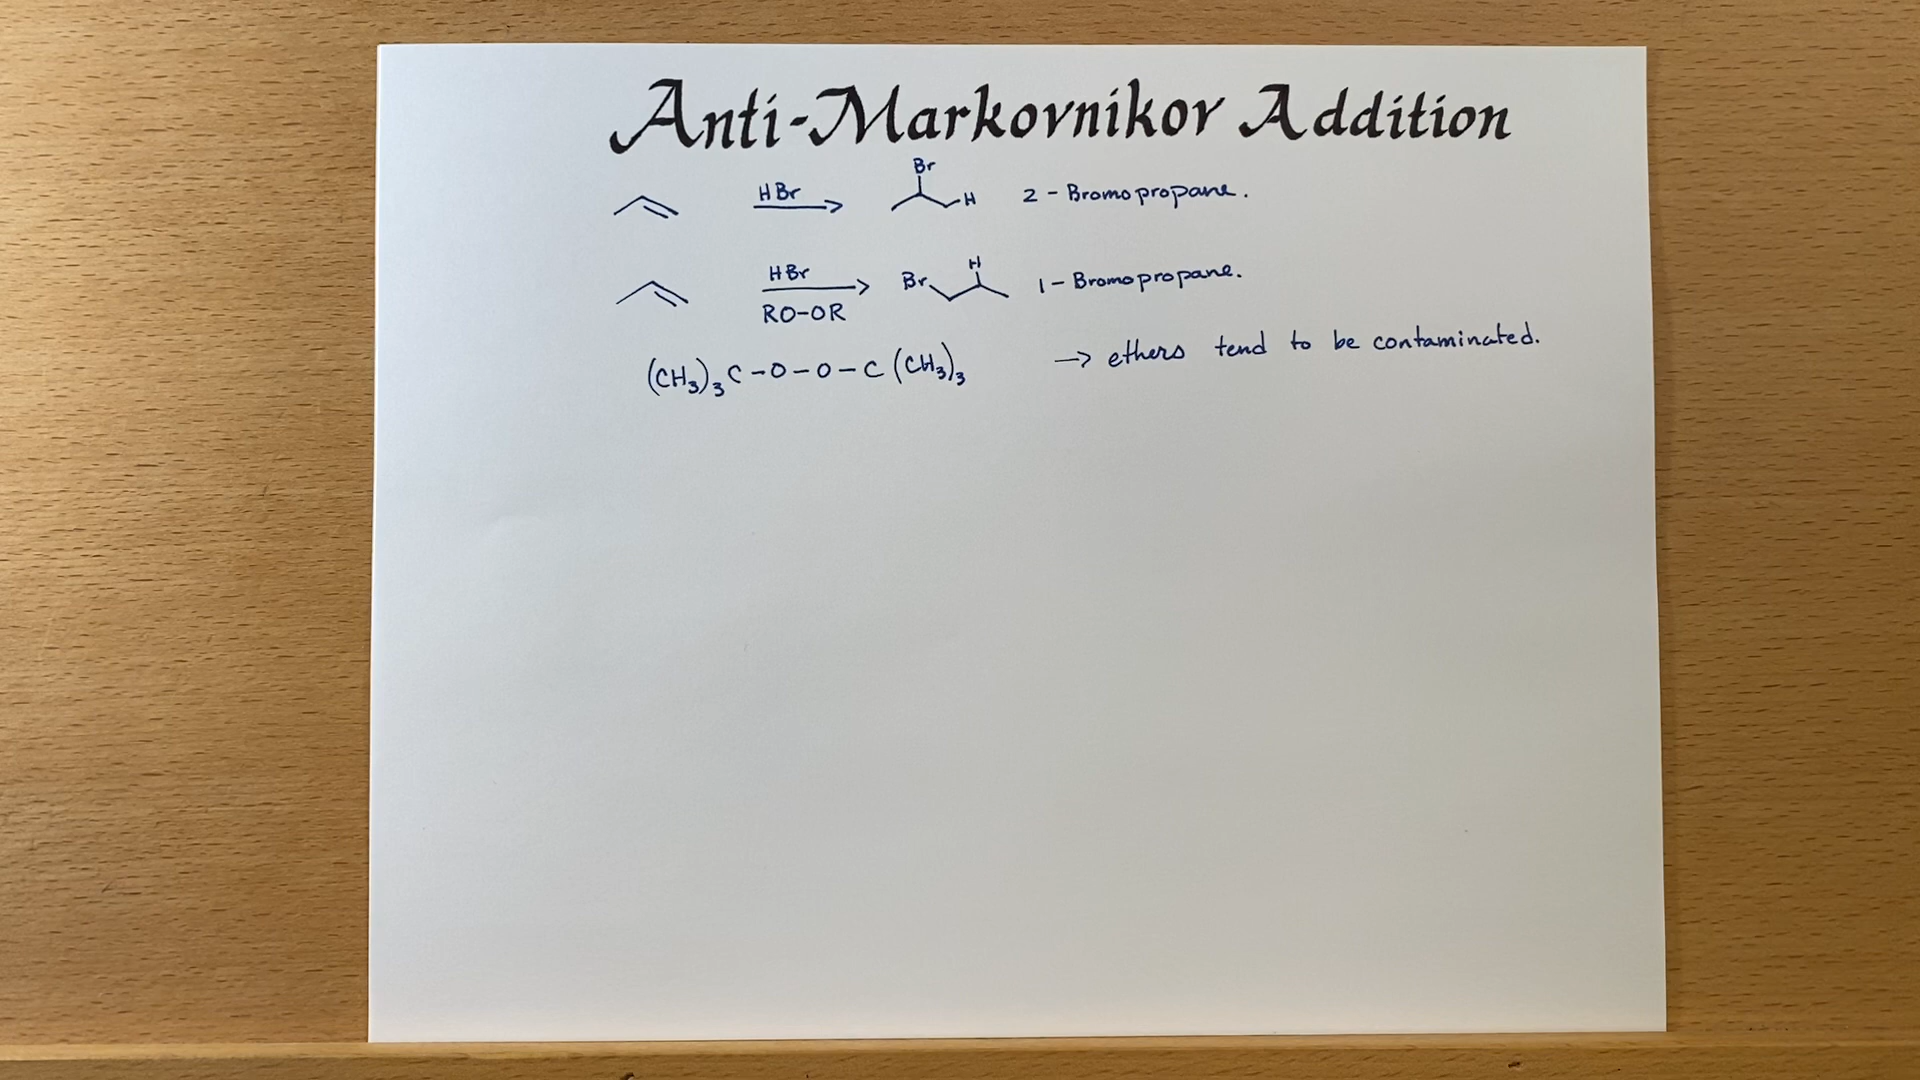 Anti-Markovnikov Addition
HBr Br H 2 - Bromopropane.
HBr RO-OR Br H 1 - Bromopropane.
(CH₃)₃C-O-O-C(CH₃)₃ → ethers tend to be contaminated.